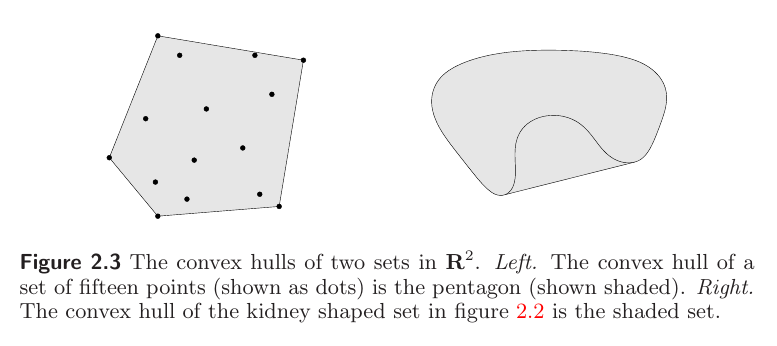 Figure 2.3 The convex hulls of two sets in R². Left. The convex hull of a
set of fifteen points (shown as dots) is the pentagon (shown shaded). Right.
The convex hull of the kidney shaped set in figure 2.2 is the shaded set.